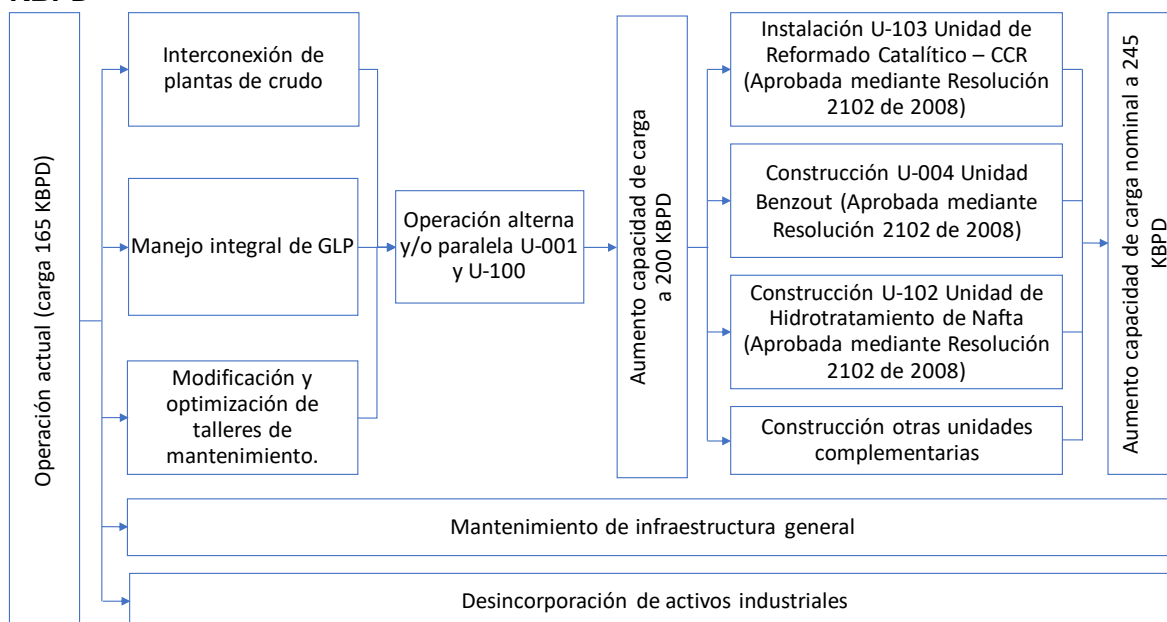 Operación actual (carga 165 KBPD)
Interconexión de
plantas de crudo
Manejo integral de GLP
Modificación y
optimización de
talleres de
mantenimiento.
Operación alterna
y/o paralela U-001
y U-100
Aumento capacidad de carga
a 200 KBPD
Instalación U-103 Unidad de
Reformado Catalítico – CCR
(Aprobada mediante Resolución
2102 de 2008)
Construcción U-004 Unidad
Benzout (Aprobada mediante
Resolución 2102 de 2008)
Construcción U-102 Unidad de
Hidrotratamiento de Nafta
(Aprobada mediante Resolución
2102 de 2008)
Construcción otras unidades
complementarias
Aumento capacidad de carga nominal a 245
KBPD
Mantenimiento de infraestructura general
Desincorporación de activos industriales